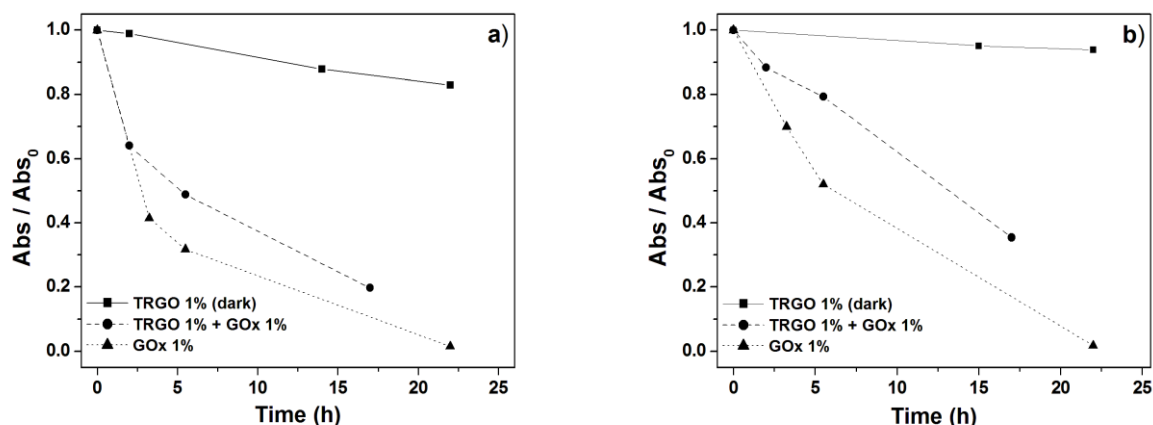 a)
1.0
0.8
0.6
0.4
0.2
0.0
Abs / Abs₀
TRGO 1% (dark)
TRGO 1% + GOx 1%
GOx 1%
0 5 10 15 20 25
Time (h)
b)
1.0
0.8
0.6
0.4
0.2
0.0
Abs / Abs₀
TRGO 1% (dark)
TRGO 1% + GOx 1%
GOx 1%
0 5 10 15 20 25
Time (h)